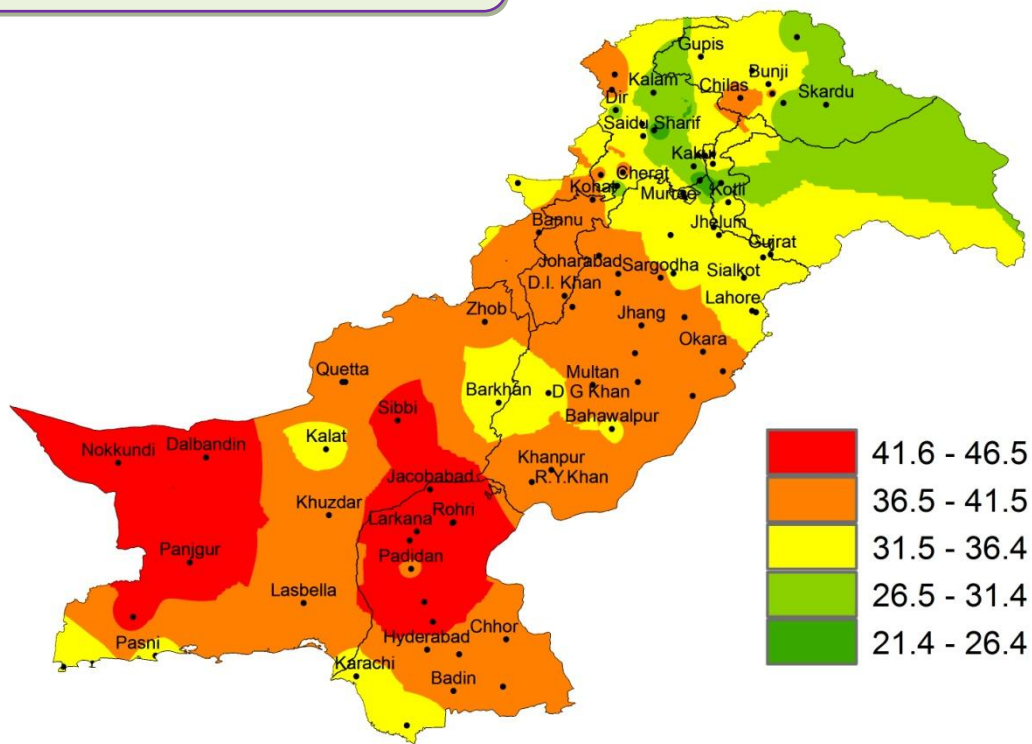 Gupis
Bunji
Kalam
Chilas
Skardu
Dir
Saidu Sharif
Kakul
Cherat
Kohat
Murree
Kotli
Bannu
Jhelum
Gujrat
Joharabad
Sargodha
Sialkot
D.I. Khan
Lahore
Zhob
Jhang
Okara
Quetta
Multan
Barkhan
D G Khan
Sibbi
Bahawalpur
Kalat
Nokkundi
Dalbandin
Khanpur
Jacobabad
R.Y.Khan
Khuzdar
Rohri
Larkana
Panjgur
Padidan
Lasbella
Chhor
Pasni
Hyderabad
Karachi
Badin
41.6 - 46.5
36.5 - 41.5
31.5 - 36.4
26.5 - 31.4
21.4 - 26.4